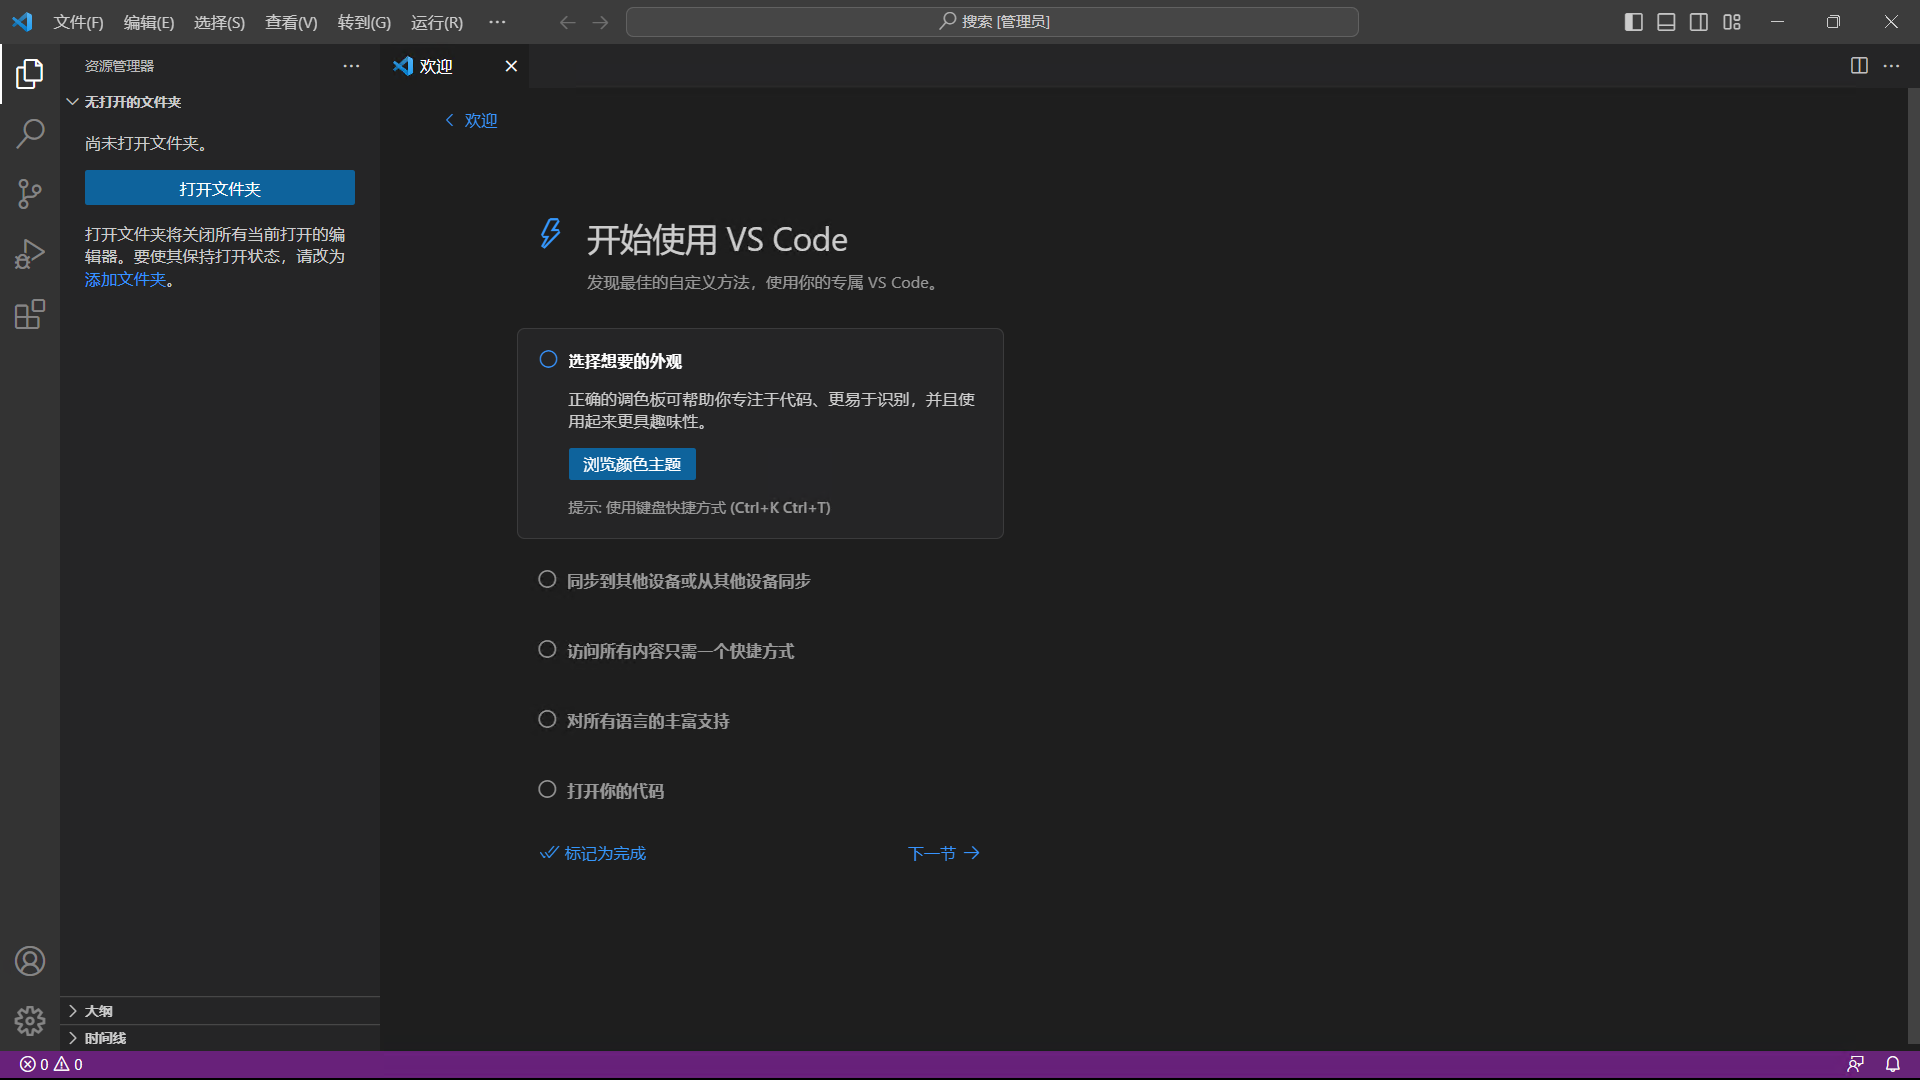 文件(F) 编辑(E) 选择(S) 查看(V) 转到(G) 运行(R) ··· 搜索 [管理员]
资源管理器
欢迎
无打开的文件夹
尚未打开文件夹。
打开文件夹
打开文件夹将关闭所有当前打开的编
辑器。要使其保持打开状态，请改为
添加文件夹。
欢迎
开始使用 VS Code
发现最佳的自定义方法，使用你的专属 VS Code。
选择想要的外观
正确的调色板可帮助你专注于代码、更易于识别，并且使
用起来更具趣味性。
浏览颜色主题
提示: 使用键盘快捷方式 (Ctrl+K Ctrl+T)
同步到其他设备或从其他设备同步
访问所有内容只需一个快捷方式
对所有语言的丰富支持
打开你的代码
标记为完成 下一节
大纲
时间线
0 0